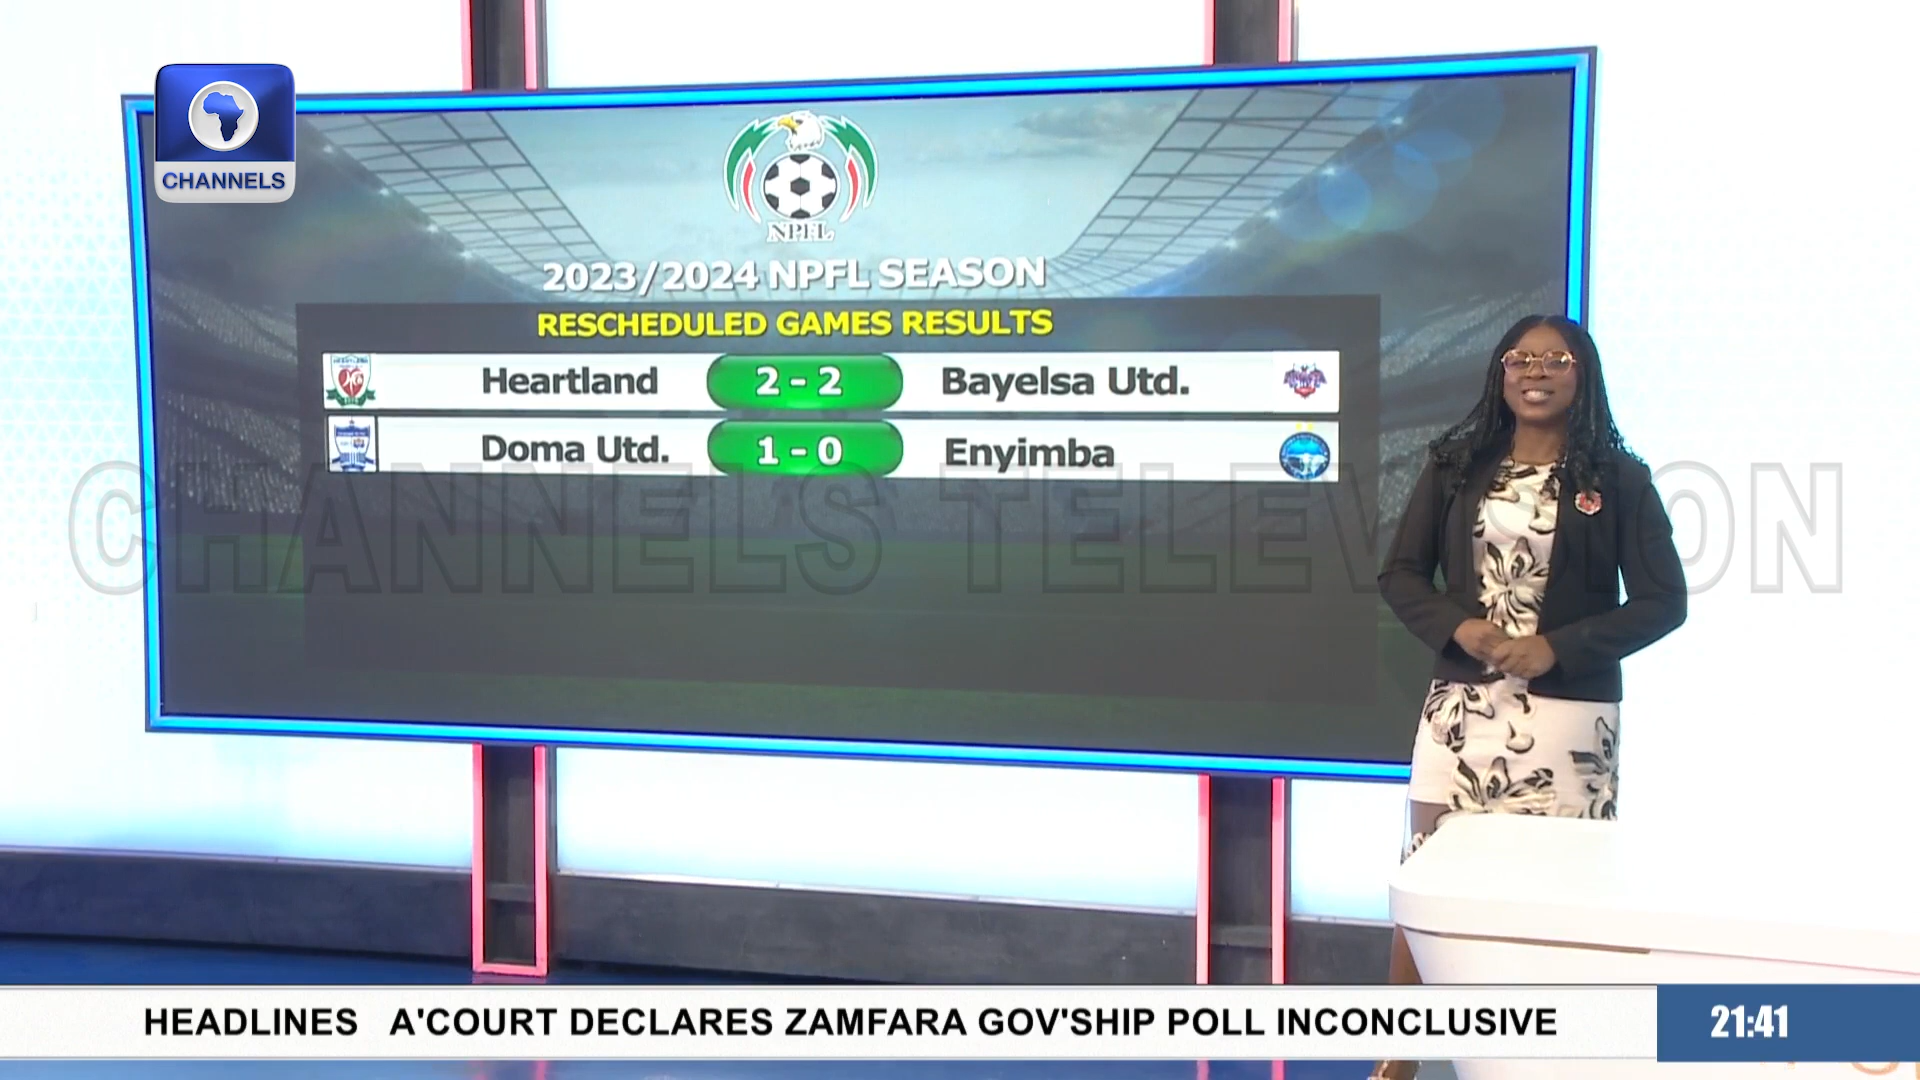 CHANNELS
NPFL
2023/2024 NPFL SEASON
RESCHEDULED GAMES RESULTS
Heartland 2 - 2 Bayelsa Utd.
Doma Utd. 1 - 0 Enyimba
CHANNELS TELEVISION
HEADLINES A'COURT DECLARES ZAMFARA GOV'SHIP POLL INCONCLUSIVE
21:41